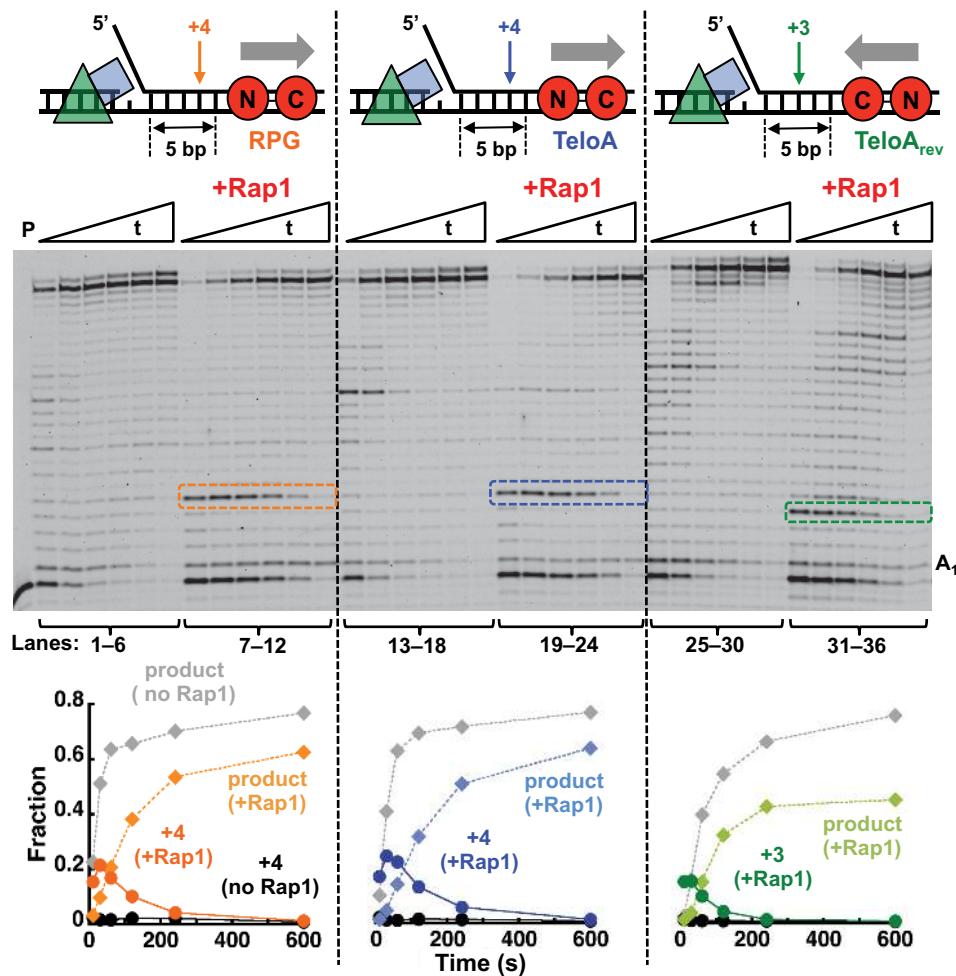 5’ +4 5’ +4 5’ +3
N C N C C N
5 bp RPG 5 bp TeloA 5 bp TeloArev
+Rap1 +Rap1 +Rap1
P t t t t t t
A1
Lanes: 1–6 7–12 13–18 19–24 25–30 31–36
product
( no Rap1)
product
(+Rap1)
+4
(+Rap1)
+4
(no Rap1)
product
(+Rap1)
+4
(+Rap1)
product
(+Rap1)
+3
(+Rap1)
Fraction
0.8
0.6
0.4
0.2
0
0 200 400 600 0 200 400 600 0 200 400 600
Time (s)